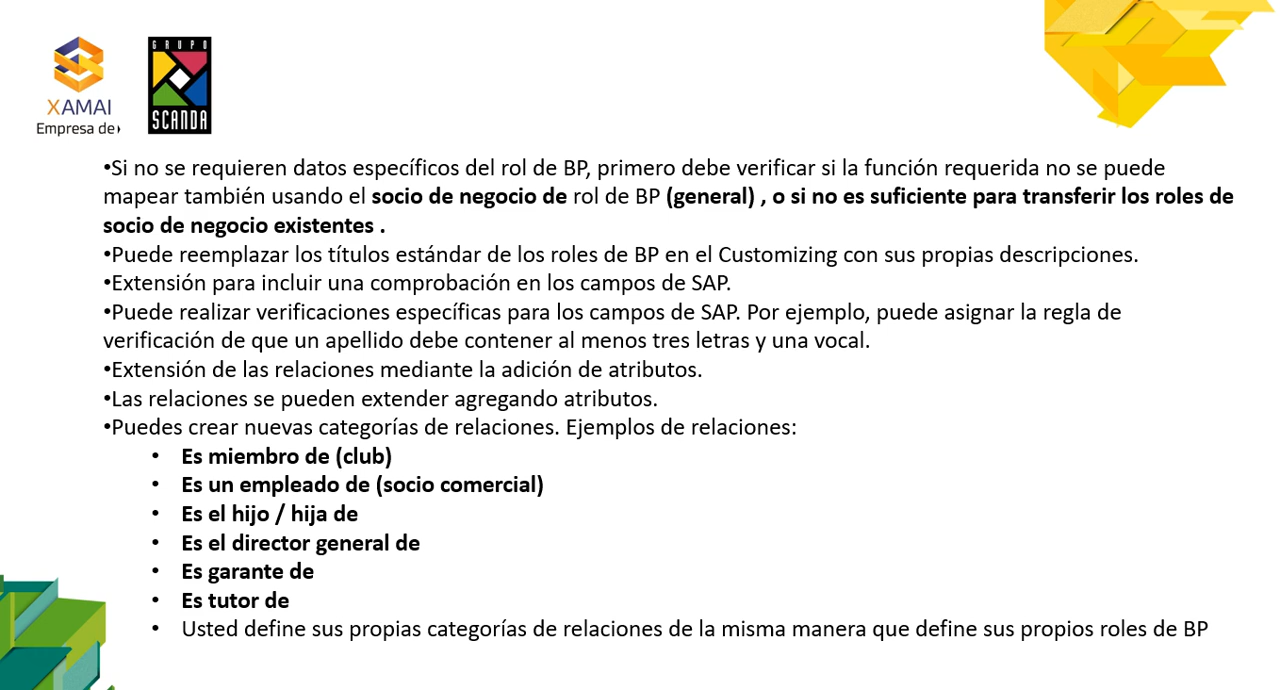 XAMAI
Empresa de
GRUPO
SCANDA
•Si no se requieren datos específicos del rol de BP, primero debe verificar si la función requerida no se puede
mapear también usando el socio de negocio de rol de BP (general) , o si no es suficiente para transferir los roles de
socio de negocio existentes .
•Puede reemplazar los títulos estándar de los roles de BP en el Customizing con sus propias descripciones.
•Extensión para incluir una comprobación en los campos de SAP.
•Puede realizar verificaciones específicas para los campos de SAP. Por ejemplo, puede asignar la regla de
verificación de que un apellido debe contener al menos tres letras y una vocal.
•Extensión de las relaciones mediante la adición de atributos.
•Las relaciones se pueden extender agregando atributos.
•Puedes crear nuevas categorías de relaciones. Ejemplos de relaciones:
• Es miembro de (club)
• Es un empleado de (socio comercial)
• Es el hijo / hija de
• Es el director general de
• Es garante de
• Es tutor de
• Usted define sus propias categorías de relaciones de la misma manera que define sus propios roles de BP